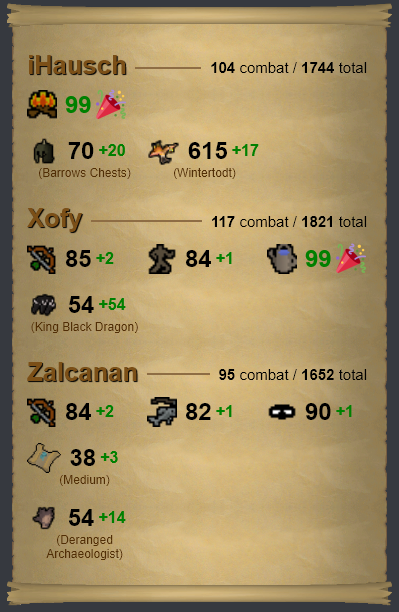 iHausch 104 combat / 1744 total
99
70 +20 615 +17
(Barrows Chests) (Wintertodt)
Xofy 117 combat / 1821 total
85 +2 84 +1 99
54 +54
(King Black Dragon)
Zalcanan 95 combat / 1652 total
84 +2 82 +1 90 +1
38 +3
(Medium)
54 +14
(Deranged
Archaeologist)